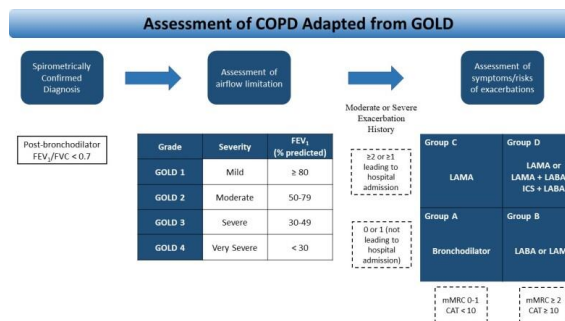 Assessment of COPD Adapted from GOLD
Spirometrically
Confirmed
Diagnosis
Assessment of
airflow limitation
Assessment of
symptoms/risks
of exacerbations
Moderate or Severe
Exacerbation
History
Post-bronchodilator
FEV1/FVC < 0.7
Grade Severity FEV1
(% predicted)
GOLD 1 Mild ≥ 80
GOLD 2 Moderate 50-79
GOLD 3 Severe 30-49
GOLD 4 Very Severe < 30
≥2 or ≥1
leading to
hospital
admission
0 or 1 (not
leading to
hospital
admission)
Group C
LAMA
Group D
LAMA or
LAMA + LABA
ICS + LABA
Group A
Bronchodilator
Group B
LABA or LAM
mMRC 0-1
CAT < 10
mMRC ≥ 2
CAT ≥ 10